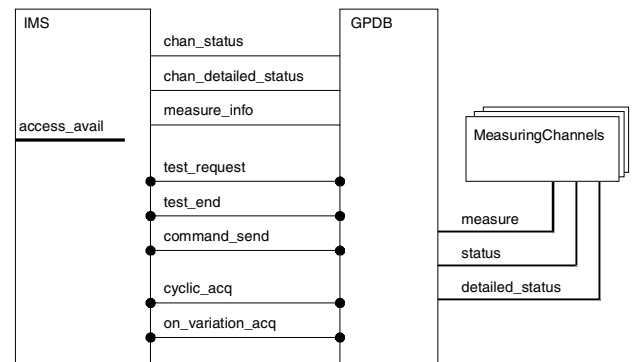 IMS
GPDB
chan_status
chan_detailed_status
measure_info
access_avail
MeasuringChannels
test_request
test_end
measure
command_send
status
cyclic_acq
detailed_status
on_variation_acq